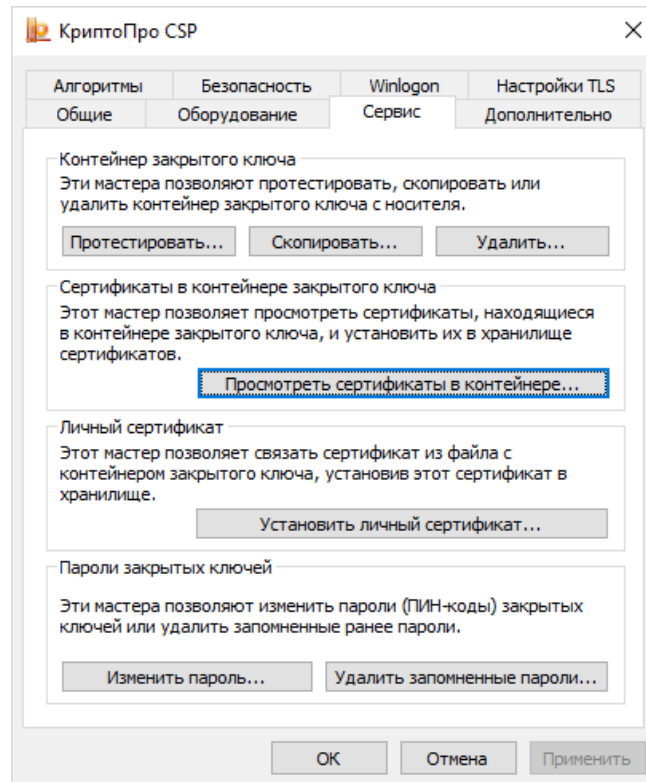 КриптоПро CSP
Алгоритмы Безопасность Winlogon Настройки TLS
Общие Оборудование Сервис Дополнительно
Контейнер закрытого ключа
Эти мастера позволяют протестировать, скопировать или
удалить контейнер закрытого ключа с носителя.
Протестировать... Скопировать... Удалить...
Сертификаты в контейнере закрытого ключа
Этот мастер позволяет просмотреть сертификаты, находящиеся
в контейнере закрытого ключа, и установить их в хранилище
сертификатов.
Просмотреть сертификаты в контейнере...
Личный сертификат
Этот мастер позволяет связать сертификат из файла с
контейнером закрытого ключа, установив этот сертификат в
хранилище.
Установить личный сертификат...
Пароли закрытых ключей
Эти мастера позволяют изменить пароли (ПИН-коды) закрытых
ключей или удалить запомненные ранее пароли.
Изменить пароль... Удалить запомненные пароли...
ОК Отмена Применить